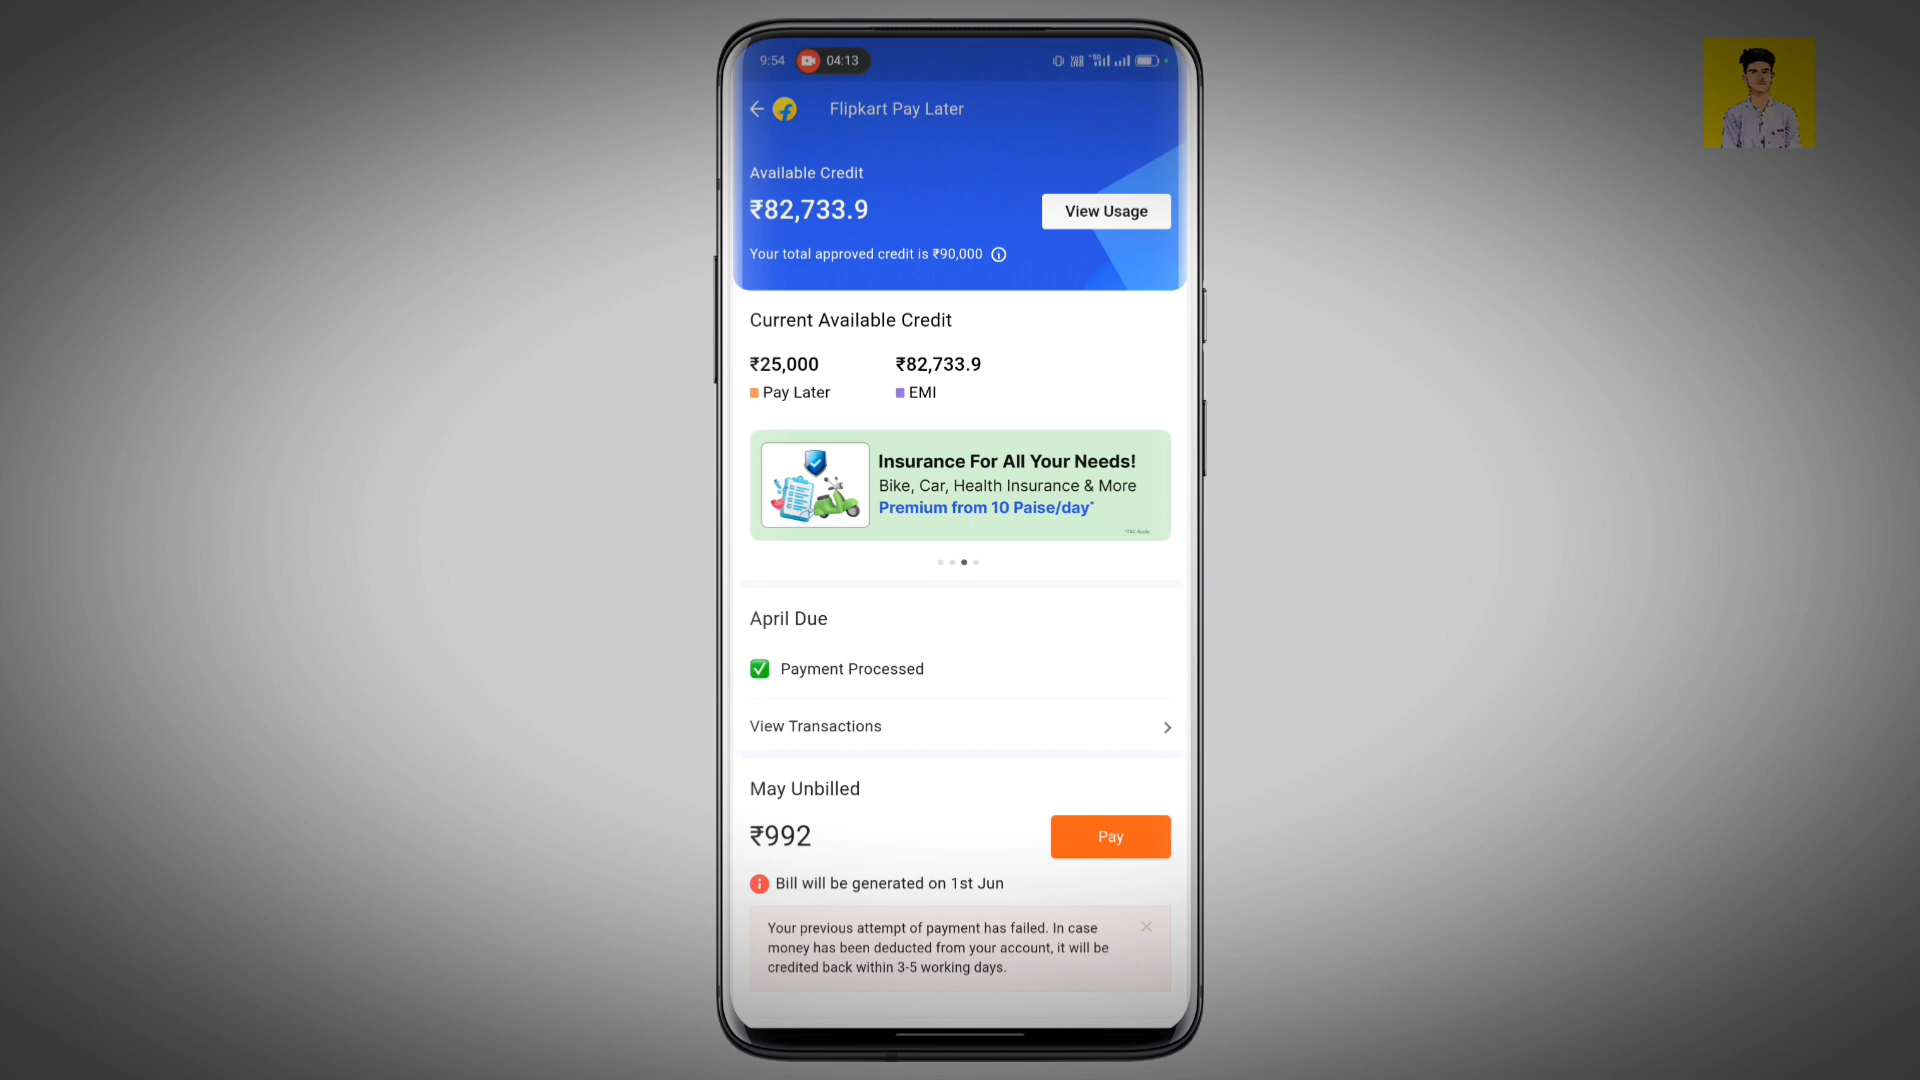 9:54 04:13
Flipkart Pay Later
Available Credit
₹82,733.9
View Usage
Your total approved credit is ₹90,000
Current Available Credit
₹25,000 ₹82,733.9
Pay Later EMI
Insurance For All Your Needs!
Bike, Car, Health Insurance & More
Premium from 10 Paise/day*
*T&C Apply
April Due
Payment Processed
View Transactions
May Unbilled
₹992
Pay
Bill will be generated on 1st Jun
Your previous attempt of payment has failed. In case
money has been deducted from your account, it will be
credited back within 3-5 working days.